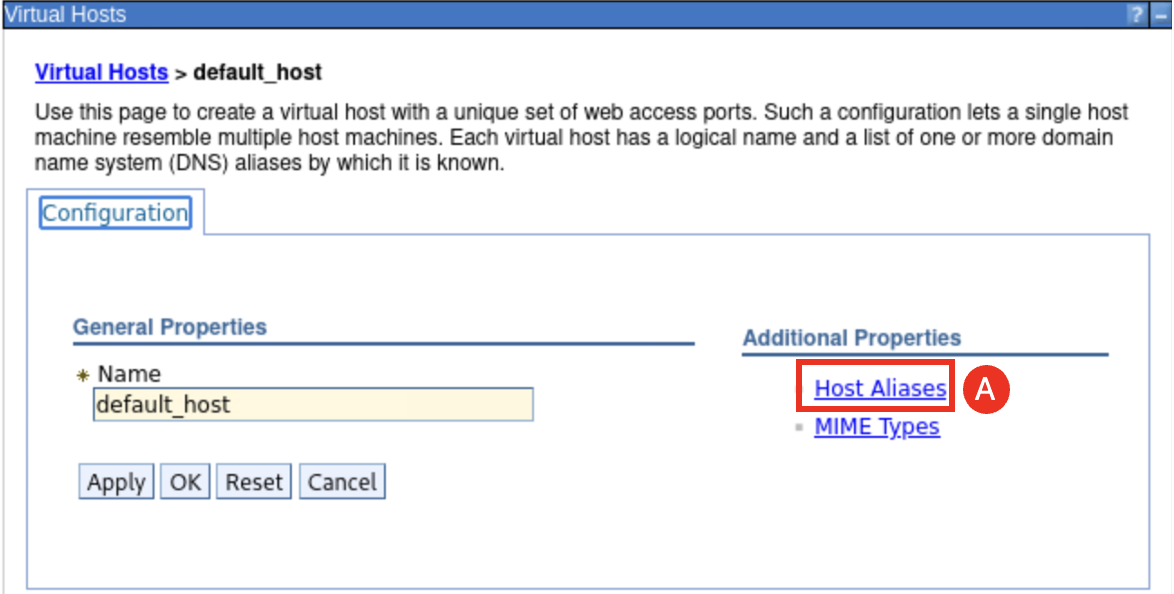 Virtual Hosts ? –
Virtual Hosts > default_host
Use this page to create a virtual host with a unique set of web access ports. Such a configuration lets a single host
machine resemble multiple host machines. Each virtual host has a logical name and a list of one or more domain
name system (DNS) aliases by which it is known.
Configuration
General Properties
* Name
default_host
Apply OK Reset Cancel
Additional Properties
Host Aliases A
MIME Types